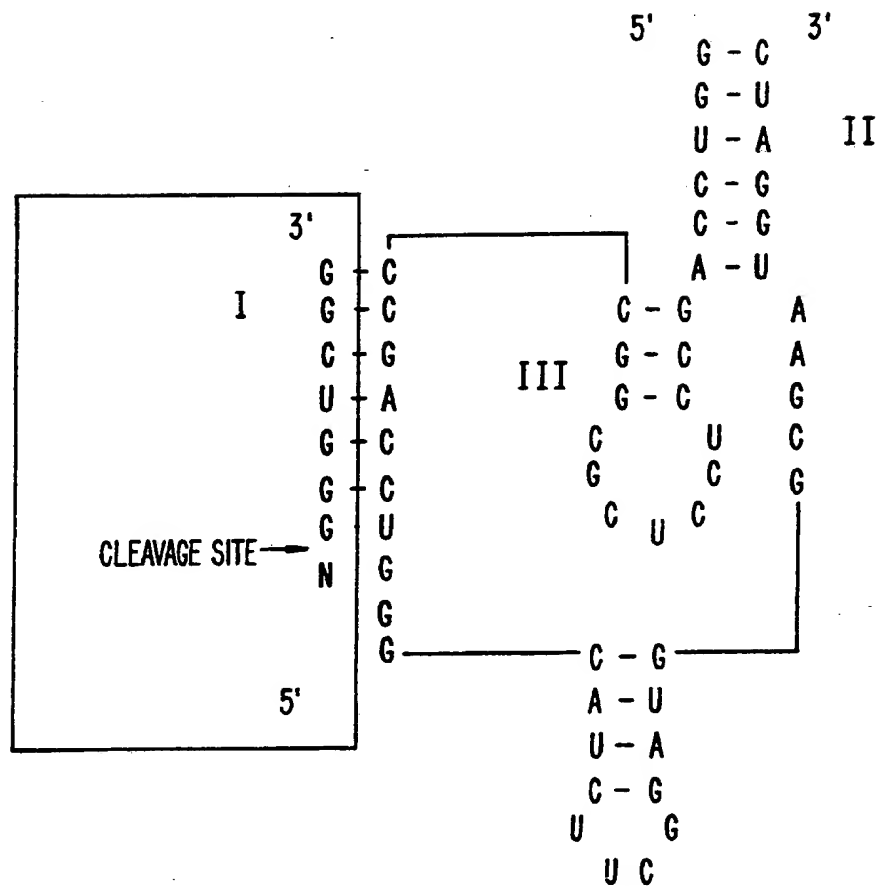 5' 3'
G - C
G - U
U - A II
C - G
C - G
3' A - U
G - C
I G - C C - G A
C - G III G - C A
U - A G - C G
G - C C U C
G - C G C G
G U C U C
CLEAVAGE SITE
N G
G
G C - G
5' A - U
U - A
C - G
U G
U C